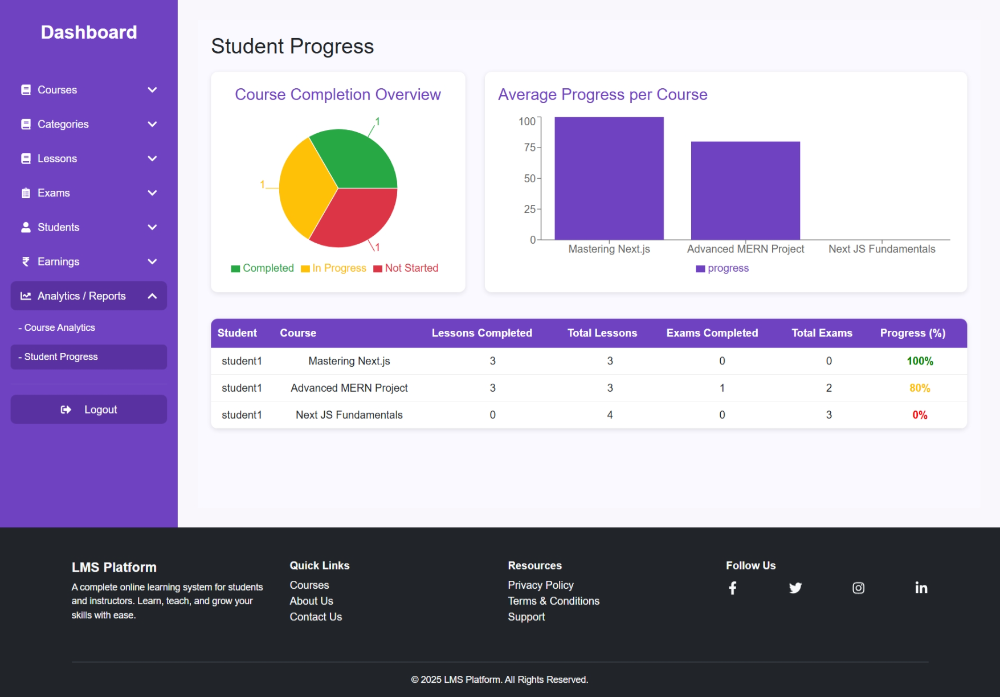 Dashboard
Courses
Categories
Lessons
Exams
Students
Earnings
Analytics / Reports
- Course Analytics
- Student Progress
Logout
Student Progress
Course Completion Overview
1
1
1
Completed In Progress Not Started
Average Progress per Course
100
75
50
25
0
Mastering Next.js Advanced MERN Project Next JS Fundamentals
progress
Student Course Lessons Completed Total Lessons Exams Completed Total Exams Progress (%)
student1 Mastering Next.js 3 3 0 0 100%
student1 Advanced MERN Project 3 3 1 2 80%
student1 Next JS Fundamentals 0 4 0 3 0%
LMS Platform
A complete online learning system for students
and instructors. Learn, teach, and grow your
skills with ease.
Quick Links
Courses
About Us
Contact Us
Resources
Privacy Policy
Terms & Conditions
Support
Follow Us
© 2025 LMS Platform. All Rights Reserved.